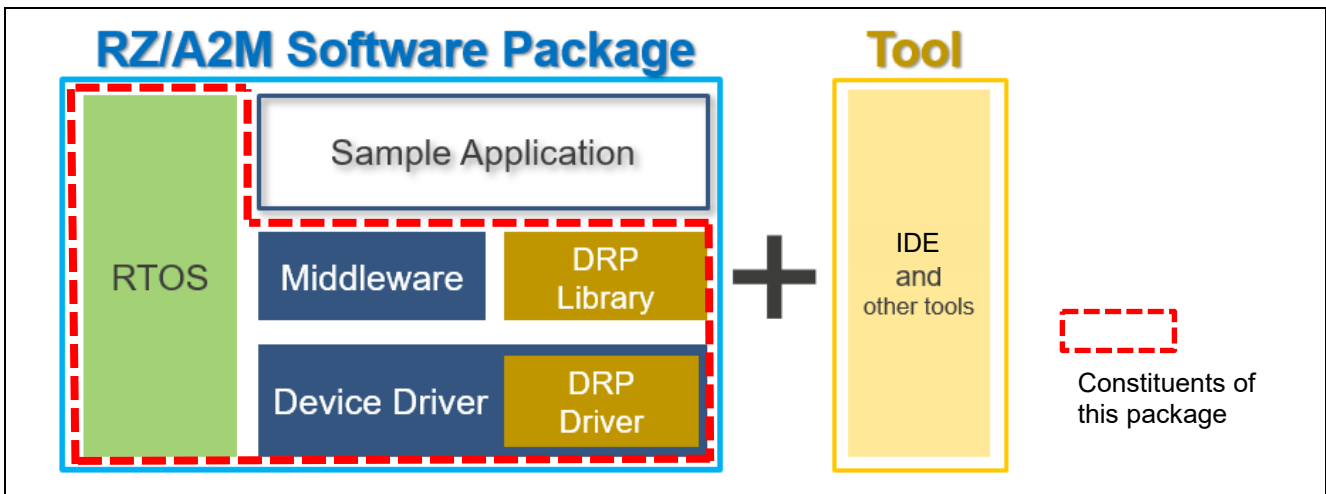 RZ/A2M Software Package
Tool
Sample Application
RTOS
Middleware
DRP
Library
Device Driver
DRP
Driver
+
IDE
and
other tools
Constituents of
this package